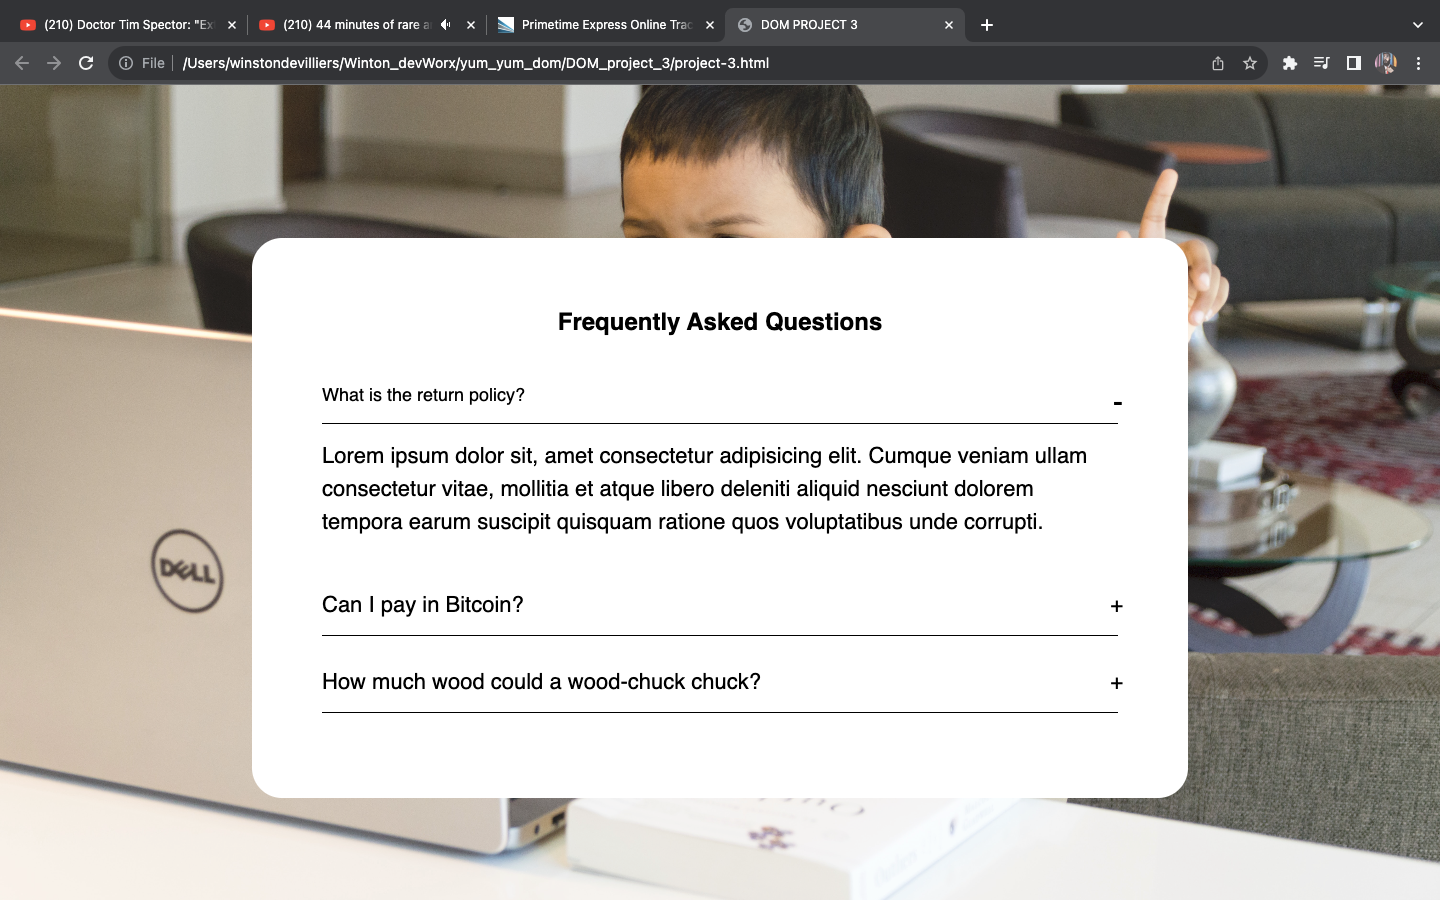 (210) Doctor Tim Spector: "Ex
(210) 44 minutes of rare a
Primetime Express Online Trac
DOM PROJECT 3
File
/Users/winstondevilliers/Winton_devWorx/yum_yum_dom/DOM_project_3/project-3.html
Frequently Asked Questions
What is the return policy?
-
Lorem ipsum dolor sit, amet consectetur adipisicing elit. Cumque veniam ullam
consectetur vitae, mollitia et atque libero deleniti aliquid nesciunt dolorem
tempora earum suscipit quisquam ratione quos voluptatibus unde corrupti.
DELL
Can I pay in Bitcoin?
+
How much wood could a wood-chuck chuck?
+